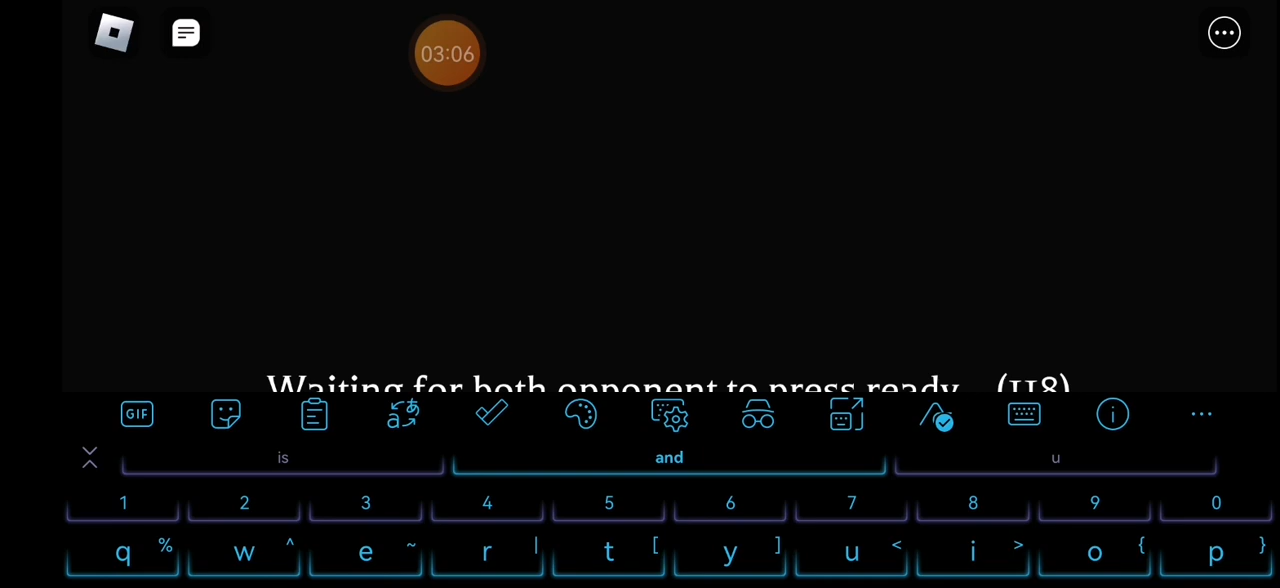 03:06
Waiting for both opponent to press ready... (118)
GIF
is and u
1 2 3 4 5 6 7 8 9 0
q % w ^ e ~ r | t [ y ] u < i > o { p }